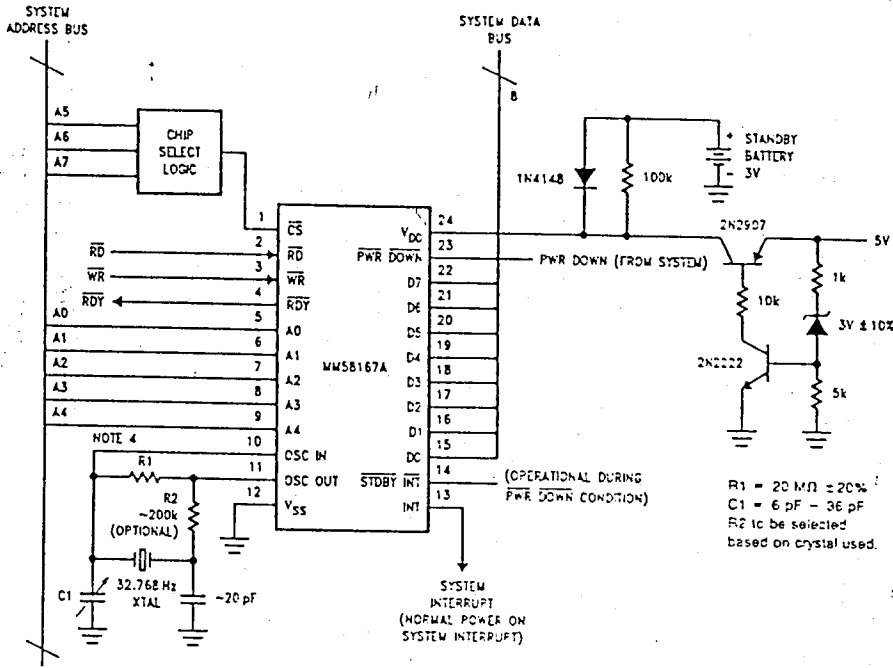 SYSTEM
ADDRESS BUS
SYSTEM DATA
BUS
8
A5
A6
A7
CHIP
SELECT
LOGIC
1N4148
100k
+ STANDBY
BATTERY
- 3V
1
CS
2
RD
RD
3
WR
WR
4
RDY
RDY
5
A0
A0
6
A1
A1
7
A2
A2
8
A3
A3
9
A4
A4
10
OSC IN
11
OSC OUT
12
VSS
MM58167A
24
VDC
23
PWR DOWN
PWR DOWN (FROM SYSTEM)
22
D7
21
D6
20
D5
19
D4
18
D3
17
D2
16
D1
15
D0
14
STDBY INT
(OPERATIONAL DURING
PWR DOWN CONDITION)
13
INT
2N2907
5V
1k
10k
3V ±10%
2N2222
5k
NOTE 4
R1
R2
~200k
(OPTIONAL)
C1
32.768 Hz
XTAL
~20 pF
SYSTEM
INTERRUPT
(NORMAL POWER ON
SYSTEM INTERRUPT)
R1 = 20 MΩ ±20%
C1 = 6 pF – 36 pF
R2 to be selected
based on crystal used.